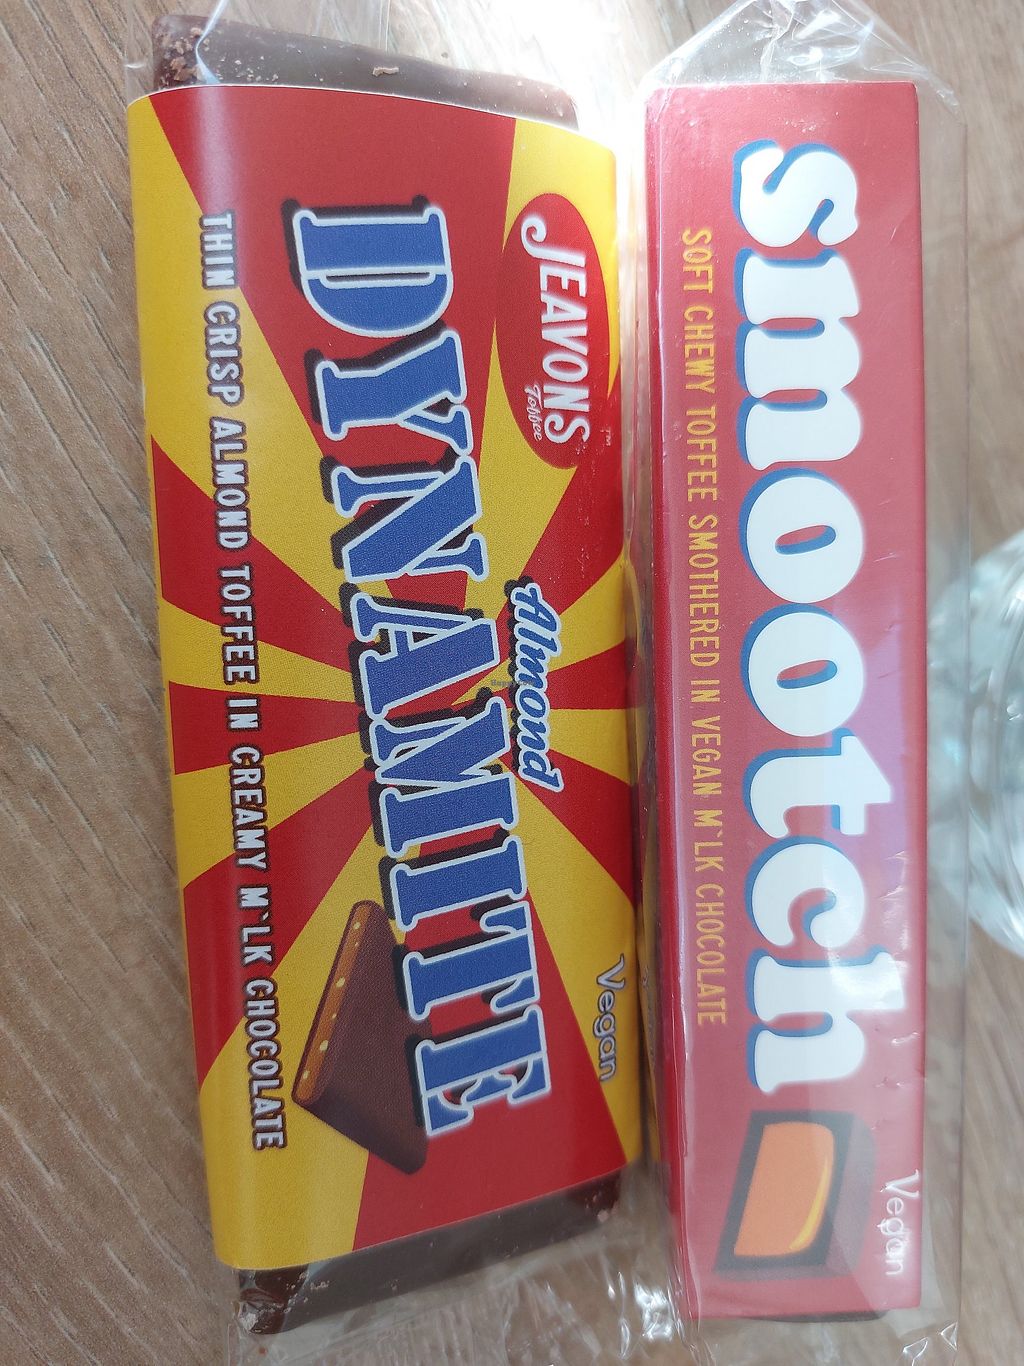 JEAVONS
Toffee
™
Almond
Vegan
DYNAMITE
THIN CRISP ALMOND TOFFEE IN CREAMY M`LK CHOCOLATE
smootch
Vegan
SOFT CHEWY TOFFEE SMOTHERED IN VEGAN M`LK CHOCOLATE